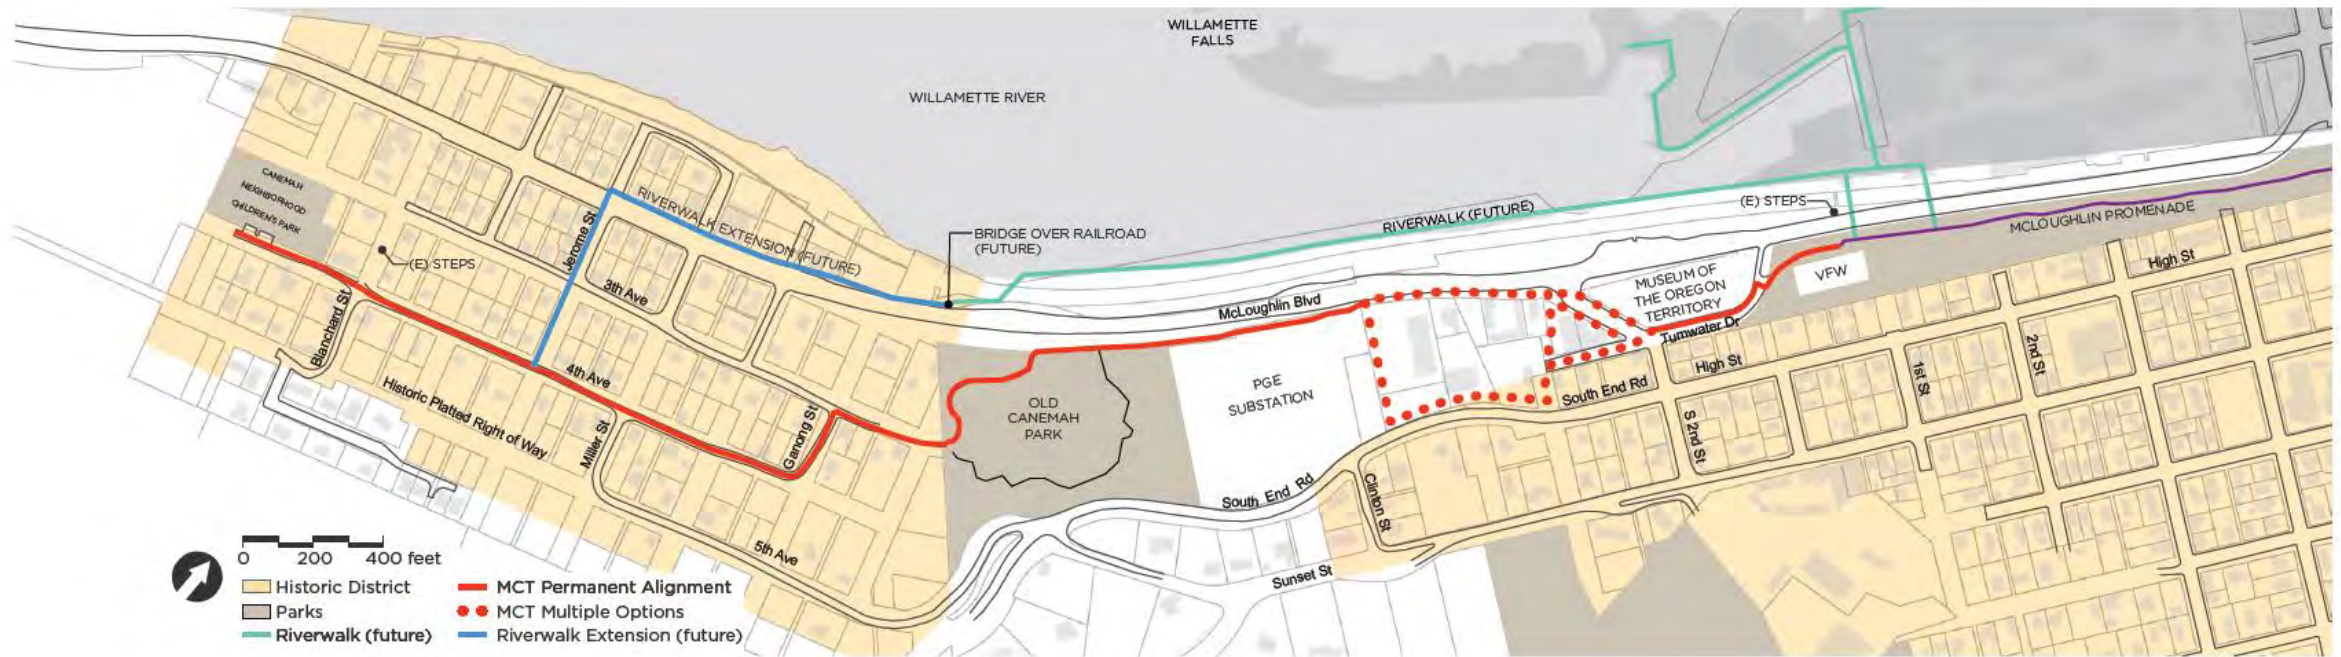 WILLAMETTE
FALLS
WILLAMETTE RIVER
CANEMAH
NEIGHBORHOOD
CHILDREN'S PARK
(E) STEPS
Jerome St
RIVERWALK EXTENSION (FUTURE)
BRIDGE OVER RAILROAD
(FUTURE)
RIVERWALK (FUTURE)
(E) STEPS
MCLOUGHLIN PROMENADE
VFW
High St
MUSEUM OF
THE OREGON
TERRITORY
Tumwater Dr
McLoughlin Blvd
3th Ave
Blanchard St
4th Ave
Historic Platted Right of Way
Miller St
Ganong St
5th Ave
OLD
CANEMAH
PARK
PGE
SUBSTATION
South End Rd
High St
1st St
2nd St
S 2nd St
South End Rd
Clinton St
Sunset St
0 200 400 feet
Historic District
Parks
Riverwalk (future)
MCT Permanent Alignment
MCT Multiple Options
Riverwalk Extension (future)